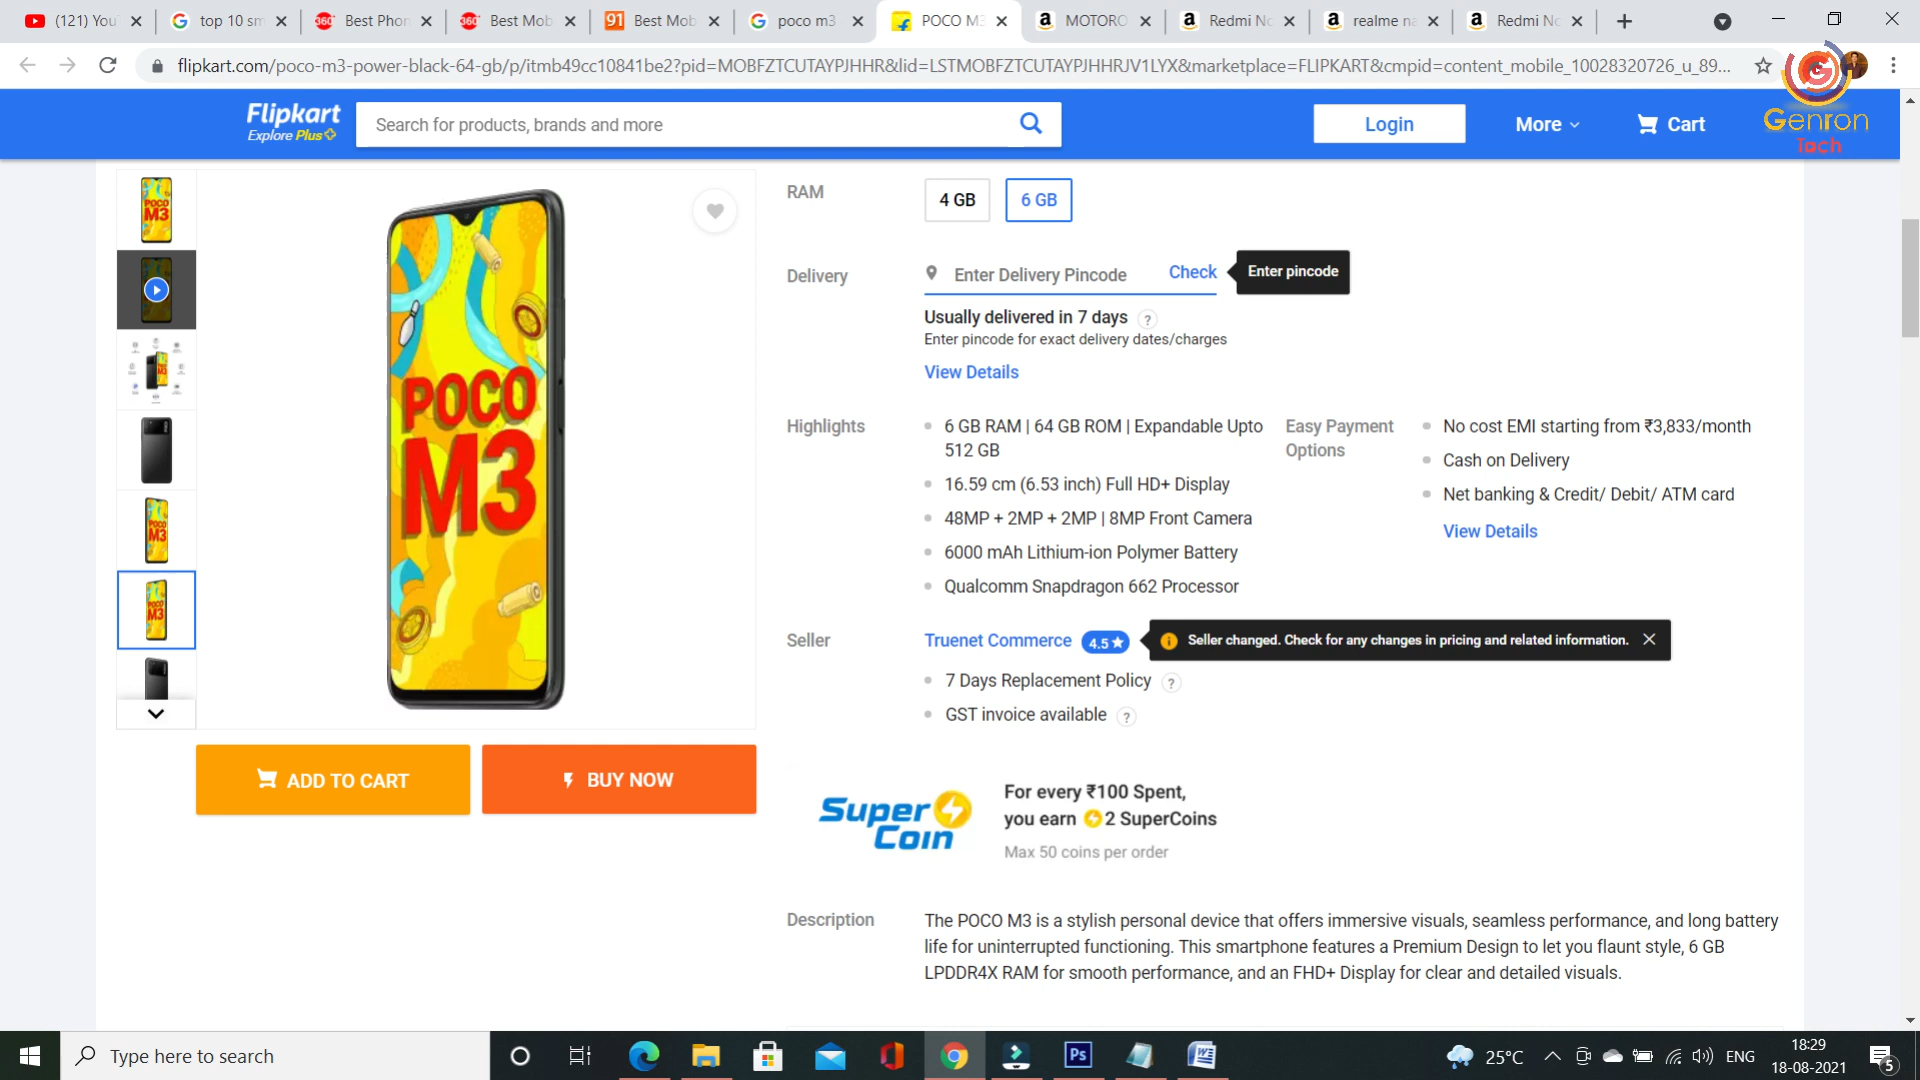 (121) You
top 10 sm
Best Phon
Best Mob
Best Mob
poco m3
POCO M3
MOTORO
Redmi No
realme na
Redmi No
flipkart.com/poco-m3-power-black-64-gb/p/itmb49cc10841be2?pid=MOBFZTCUTAYPJHHR&lid=LSTMOBFZTCUTAYPJHHRJV1LYX&marketplace=FLIPKART&cmpid=content_mobile_10028320726_u_89...
Flipkart
Explore Plus
Search for products, brands and more
Login
More
Cart
Genron
Tech
POCO
M3
RAM
4 GB
6 GB
Delivery
Enter Delivery Pincode
Check
Enter pincode
Usually delivered in 7 days ?
Enter pincode for exact delivery dates/charges
View Details
Highlights
6 GB RAM | 64 GB ROM | Expandable Upto
512 GB
16.59 cm (6.53 inch) Full HD+ Display
48MP + 2MP + 2MP | 8MP Front Camera
6000 mAh Lithium-ion Polymer Battery
Qualcomm Snapdragon 662 Processor
Easy Payment
Options
No cost EMI starting from ₹3,833/month
Cash on Delivery
Net banking & Credit/ Debit/ ATM card
View Details
Seller
Truenet Commerce 4.5★
Seller changed. Check for any changes in pricing and related information.
7 Days Replacement Policy ?
GST invoice available ?
ADD TO CART
BUY NOW
Super
Coin
For every ₹100 Spent,
you earn 2 SuperCoins
Max 50 coins per order
Description
The POCO M3 is a stylish personal device that offers immersive visuals, seamless performance, and long battery
life for uninterrupted functioning. This smartphone features a Premium Design to let you flaunt style, 6 GB
LPDDR4X RAM for smooth performance, and an FHD+ Display for clear and detailed visuals.
Type here to search
Ps
25°C
ENG
18:29
18-08-2021
5